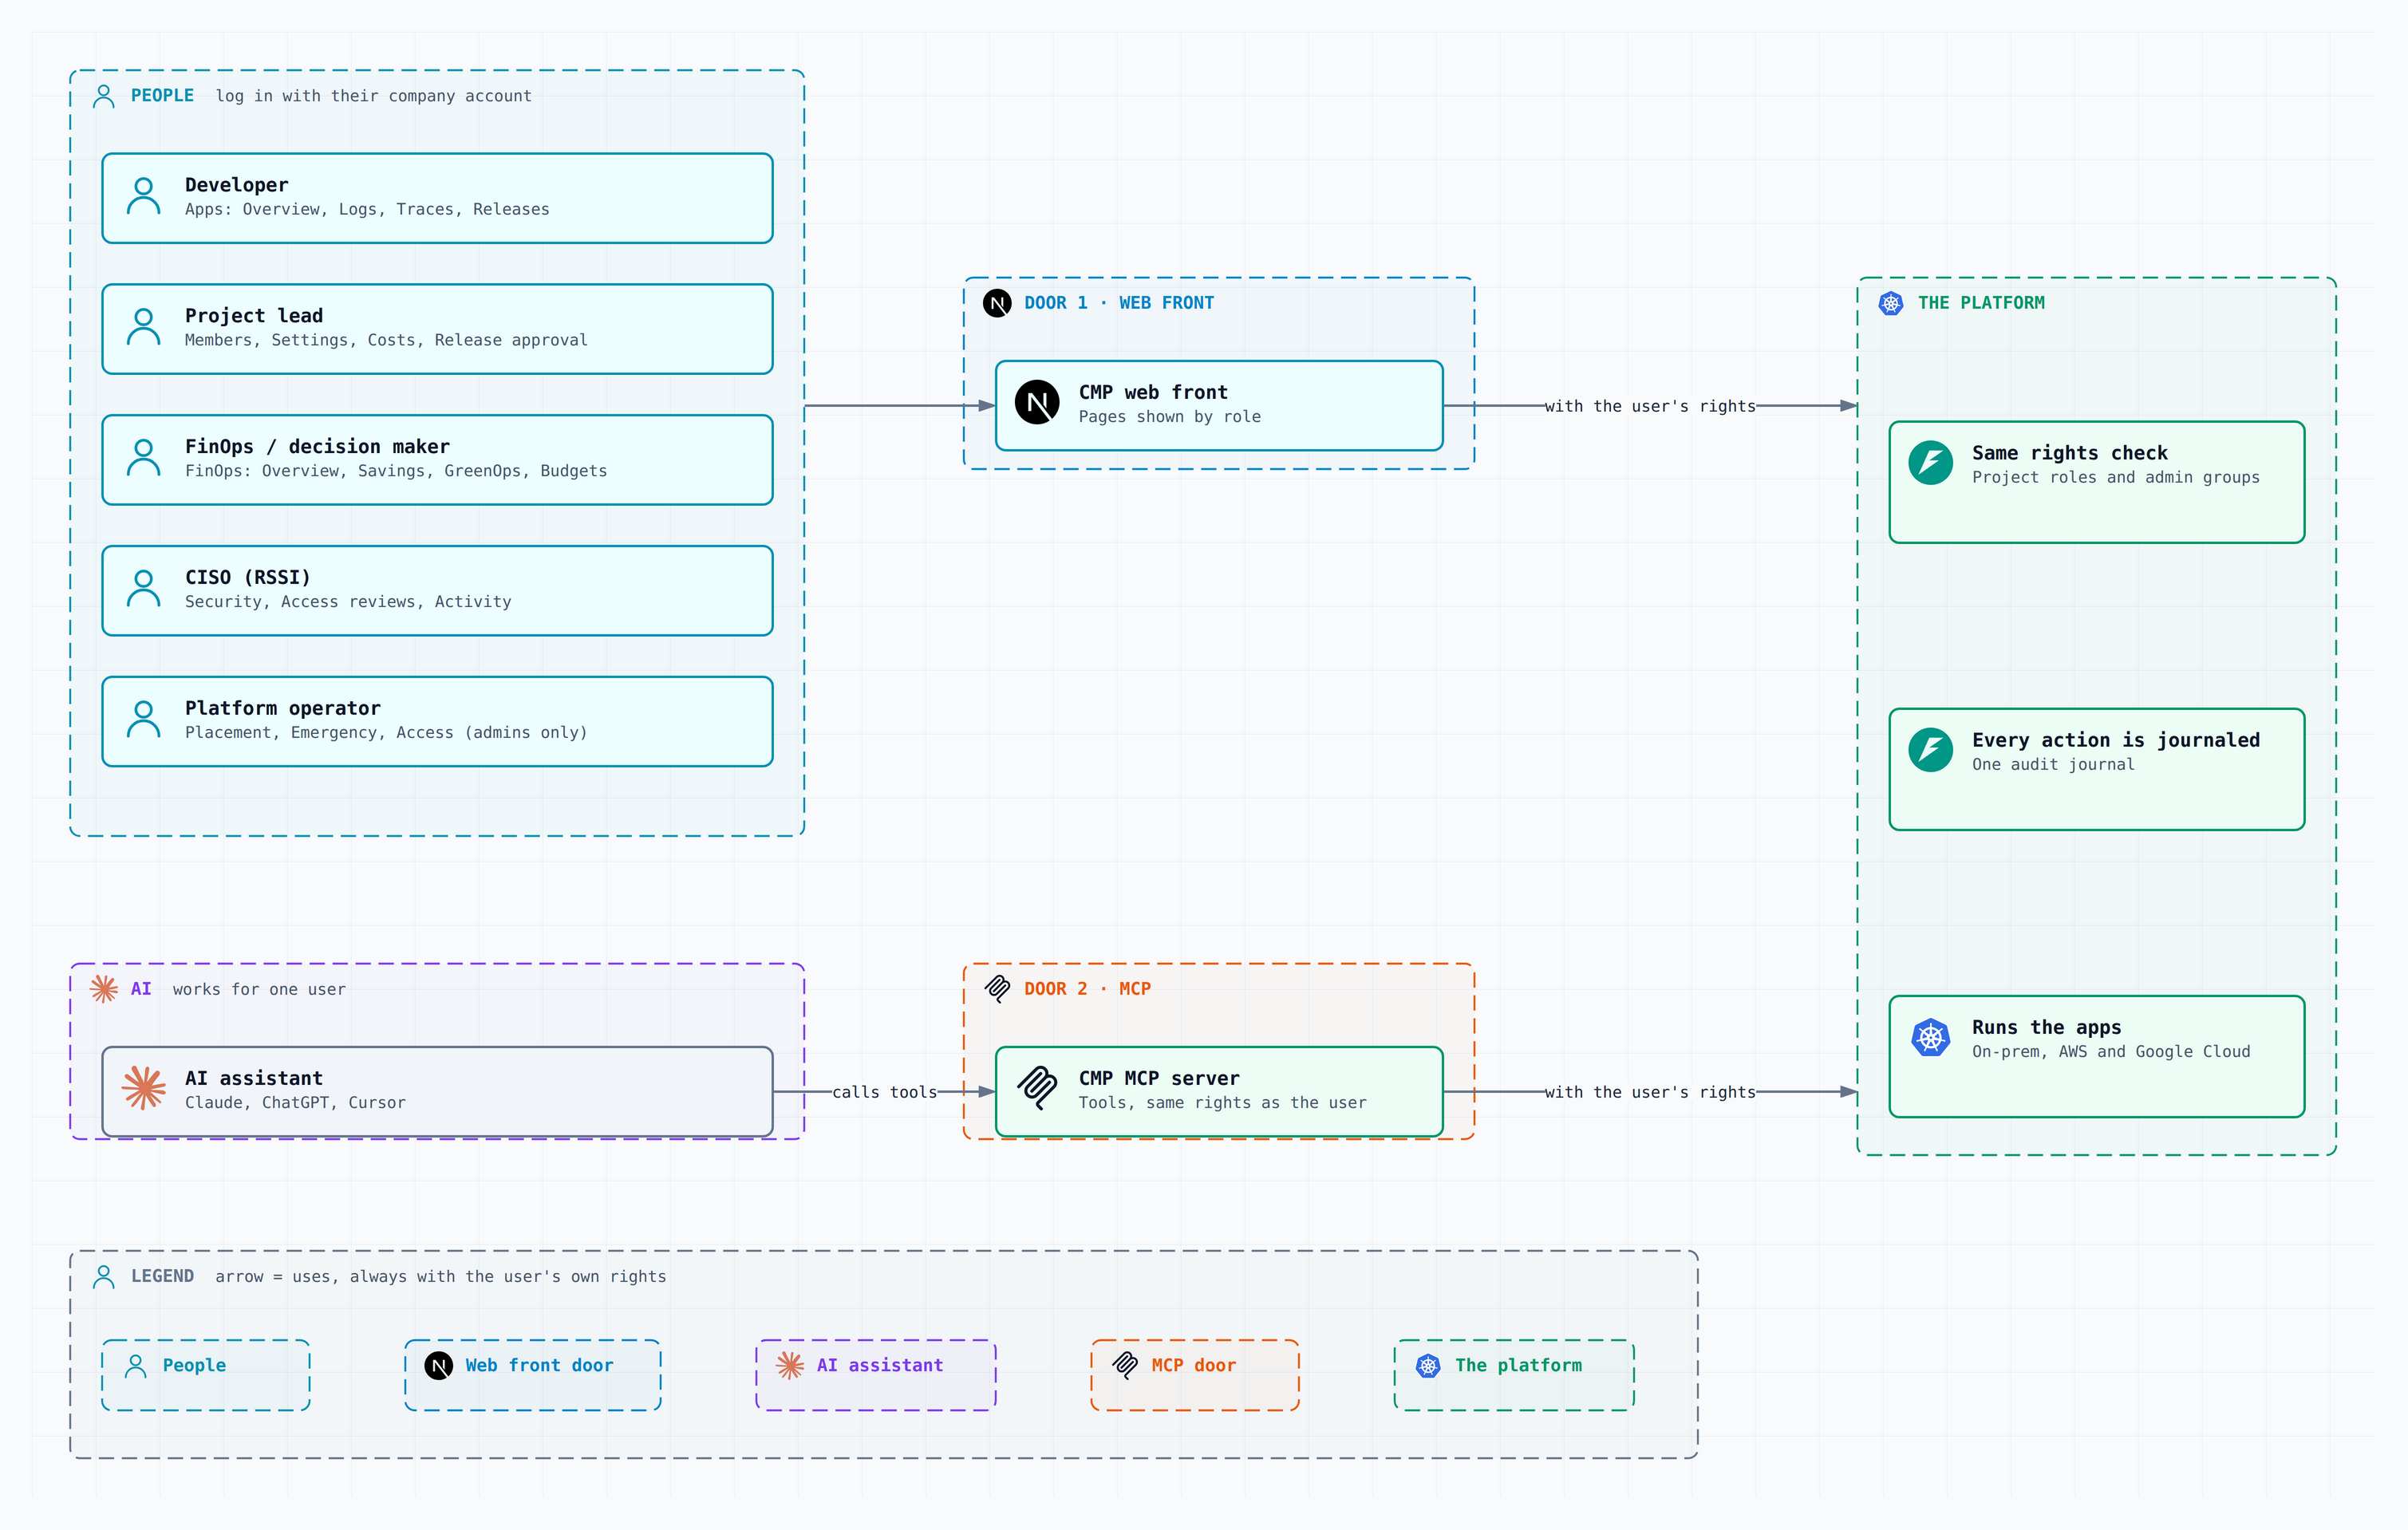 PEOPLE log in with their company account
Developer
Apps: Overview, Logs, Traces, Releases
Project lead
Members, Settings, Costs, Release approval
FinOps / decision maker
FinOps: Overview, Savings, GreenOps, Budgets
CISO (RSSI)
Security, Access reviews, Activity
Platform operator
Placement, Emergency, Access (admins only)
DOOR 1 · WEB FRONT
CMP web front
Pages shown by role
with the user's rights
THE PLATFORM
Same rights check
Project roles and admin groups
Every action is journaled
One audit journal
Runs the apps
On-prem, AWS and Google Cloud
AI works for one user
AI assistant
Claude, ChatGPT, Cursor
calls tools
DOOR 2 · MCP
CMP MCP server
Tools, same rights as the user
with the user's rights
LEGEND arrow = uses, always with the user's own rights
People
Web front door
AI assistant
MCP door
The platform